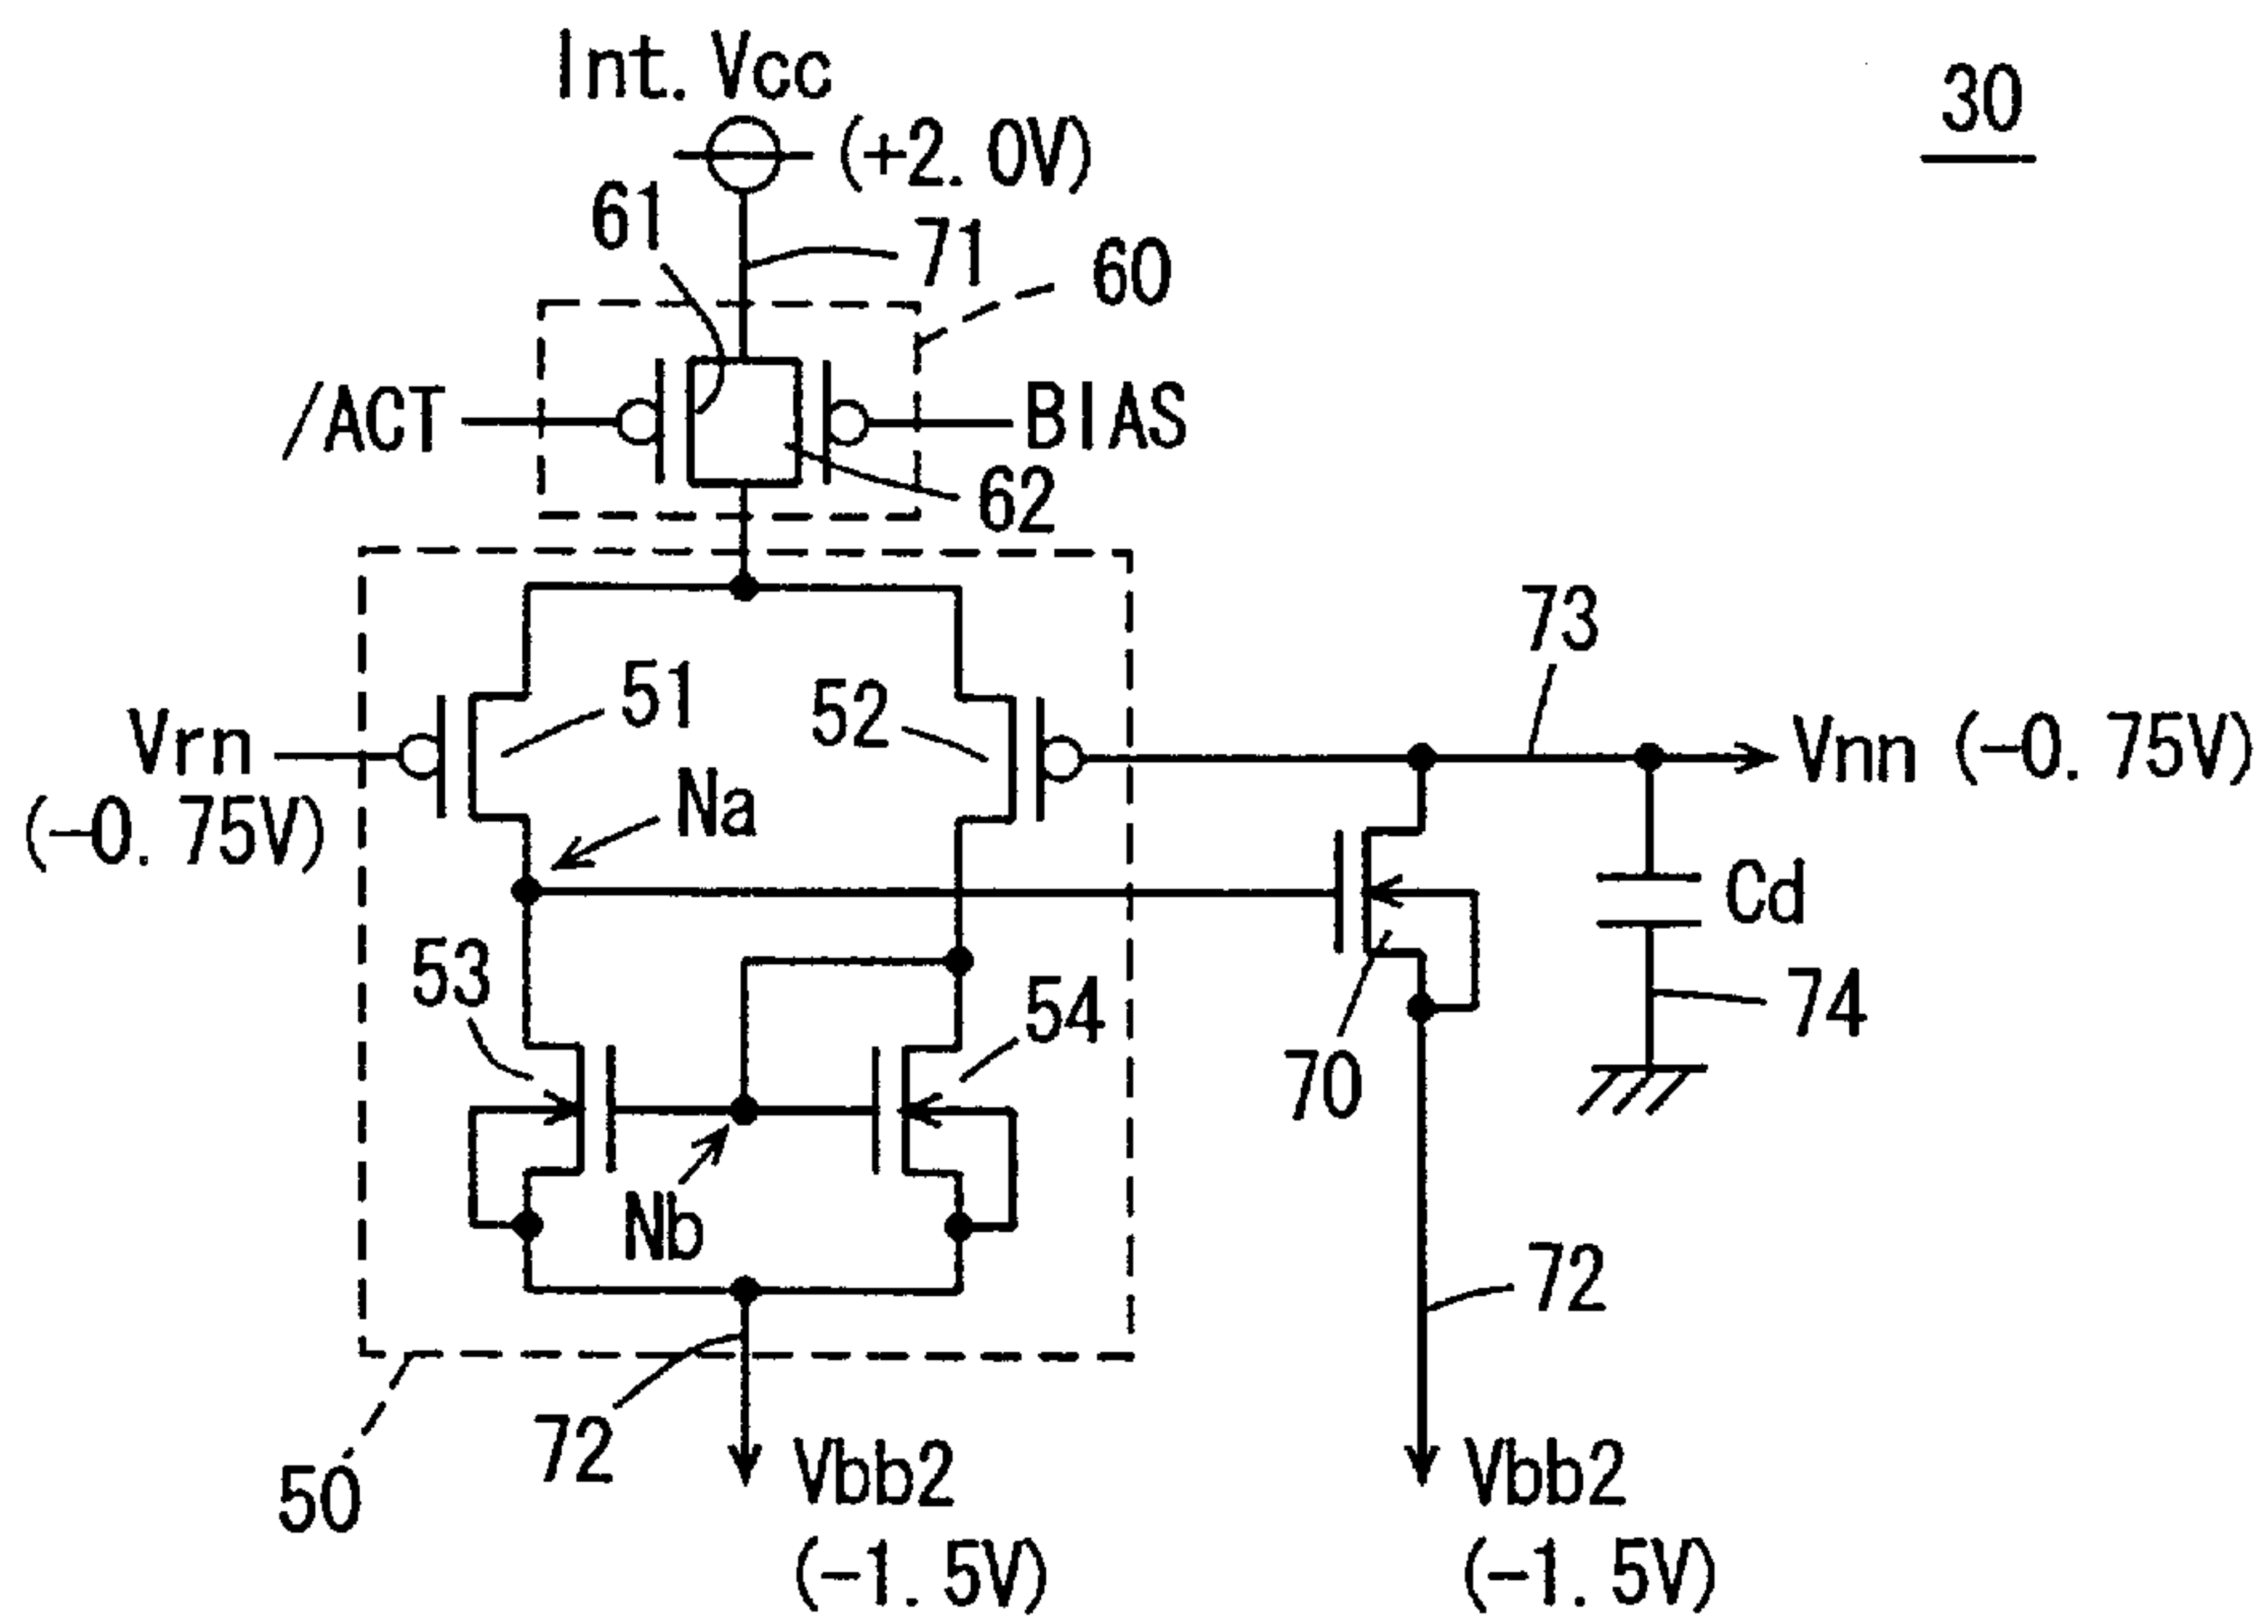 Int. Vcc
(+2. 0V)
30
61
71
60
/ACT
BIAS
62
73
51
52
Vrn
(-0. 75V)
Vnn (-0. 75V)
Na
Cd
53
54
74
70
Nb
72
72
50
Vbb2
(-1. 5V)
Vbb2
(-1. 5V)